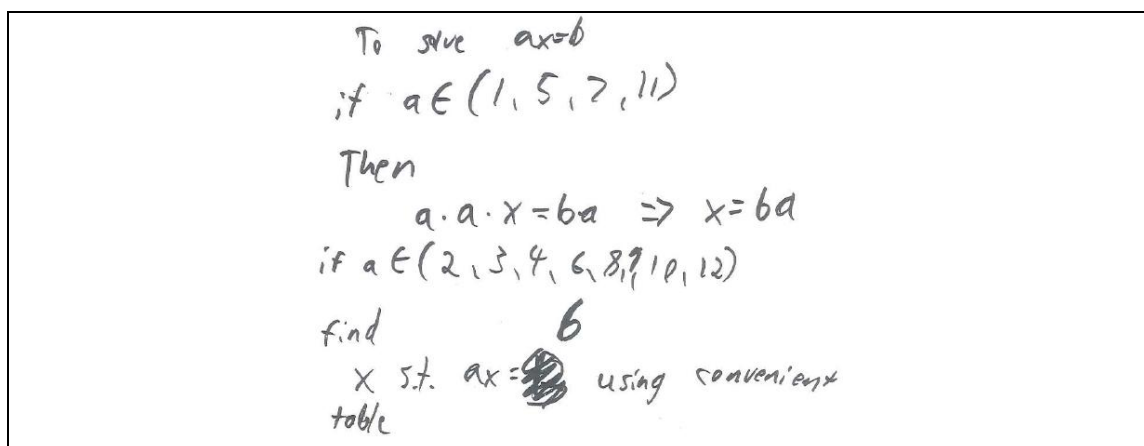 To solve ax=b
if a∈(1,5,7,11)
Then
a·a·x=ba ⇒ x=ba
if a∈(2,3,4,6,8,9,10,12)
find
b
x s.t. ax= using convenient
table